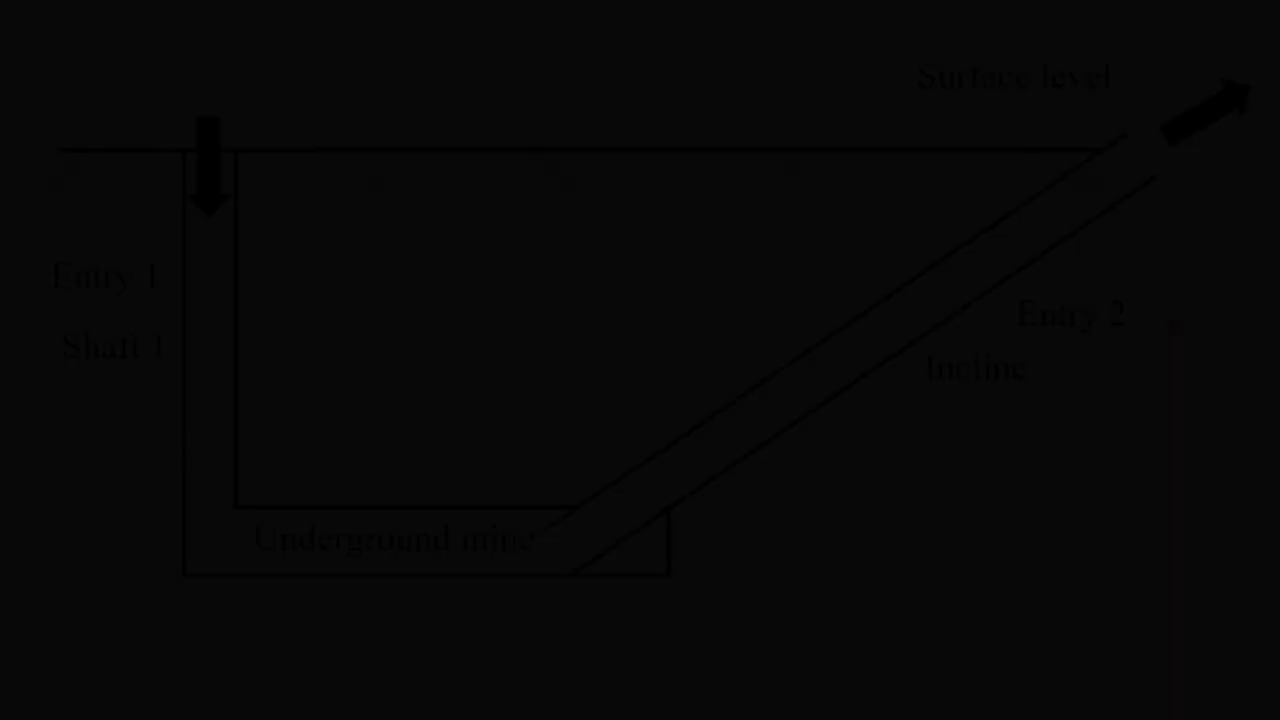 Surface level
Entry 1
Shaft 1
Entry 2
Incline
Underground mine